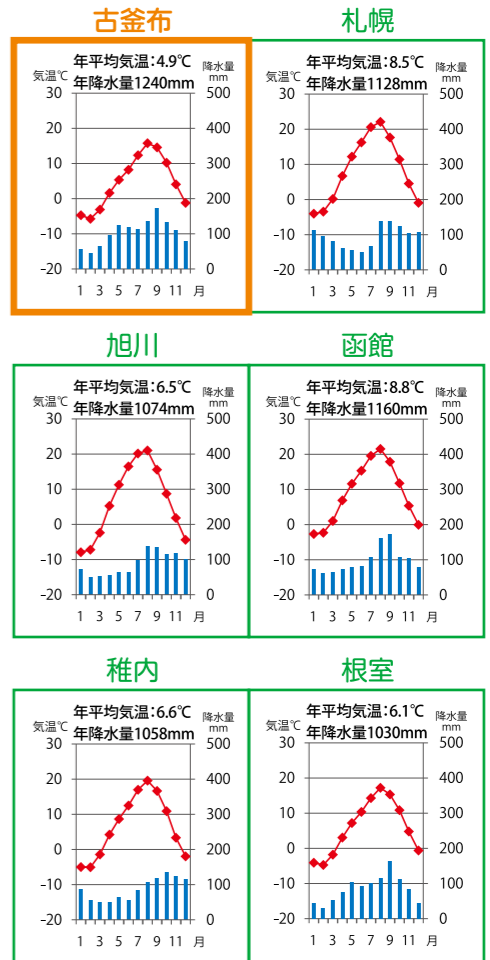 古釜布
年平均気温：4.9℃
年降水量1240mm
気温℃
降水量
mm
30
20
10
0
-10
-20
500
400
300
200
100
0
1 3 5 7 9 11 月
札幌
年平均気温：8.5℃
年降水量1128mm
気温℃
降水量
mm
30
20
10
0
-10
-20
500
400
300
200
100
0
1 3 5 7 9 11 月
旭川
年平均気温：6.5℃
年降水量1074mm
気温℃
降水量
mm
30
20
10
0
-10
-20
500
400
300
200
100
0
1 3 5 7 9 11 月
函館
年平均気温：8.8℃
年降水量1160mm
気温℃
降水量
mm
30
20
10
0
-10
-20
500
400
300
200
100
0
1 3 5 7 9 11 月
稚内
年平均気温：6.6℃
年降水量1058mm
気温℃
降水量
mm
30
20
10
0
-10
-20
500
400
300
200
100
0
1 3 5 7 9 11 月
根室
年平均気温：6.1℃
年降水量1030mm
気温℃
降水量
mm
30
20
10
0
-10
-20
500
400
300
200
100
0
1 3 5 7 9 11 月